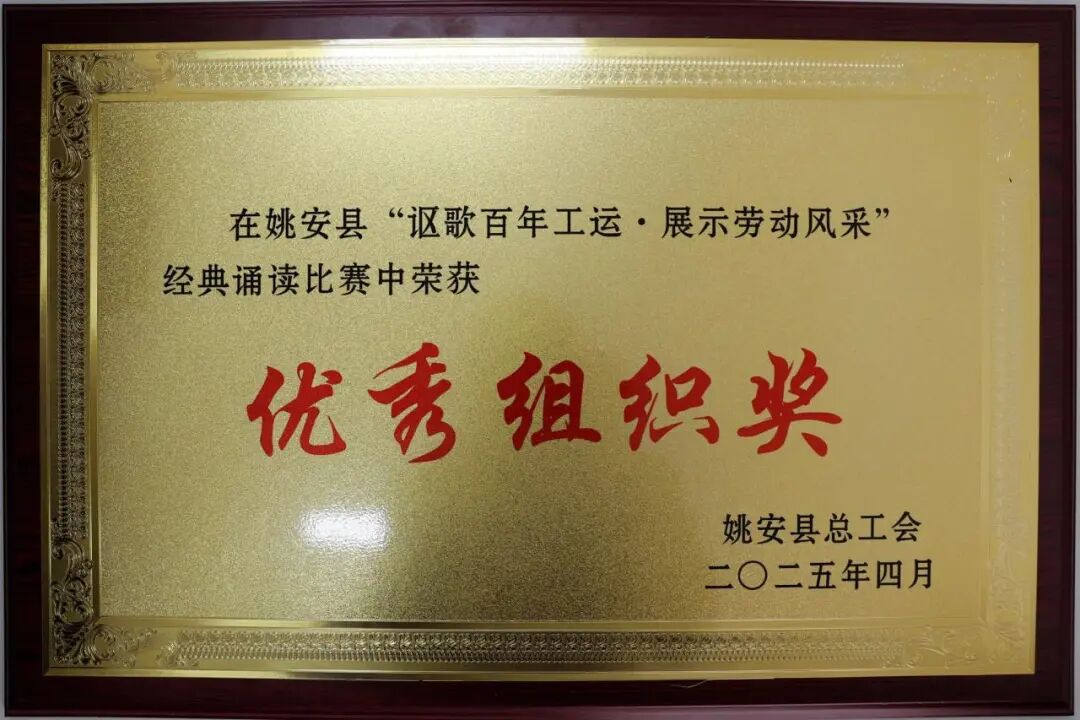 在姚安县“讴歌百年工运·展示劳动风采”
经典诵读比赛中荣获
优秀组织奖
姚安县总工会
二〇二五年四月